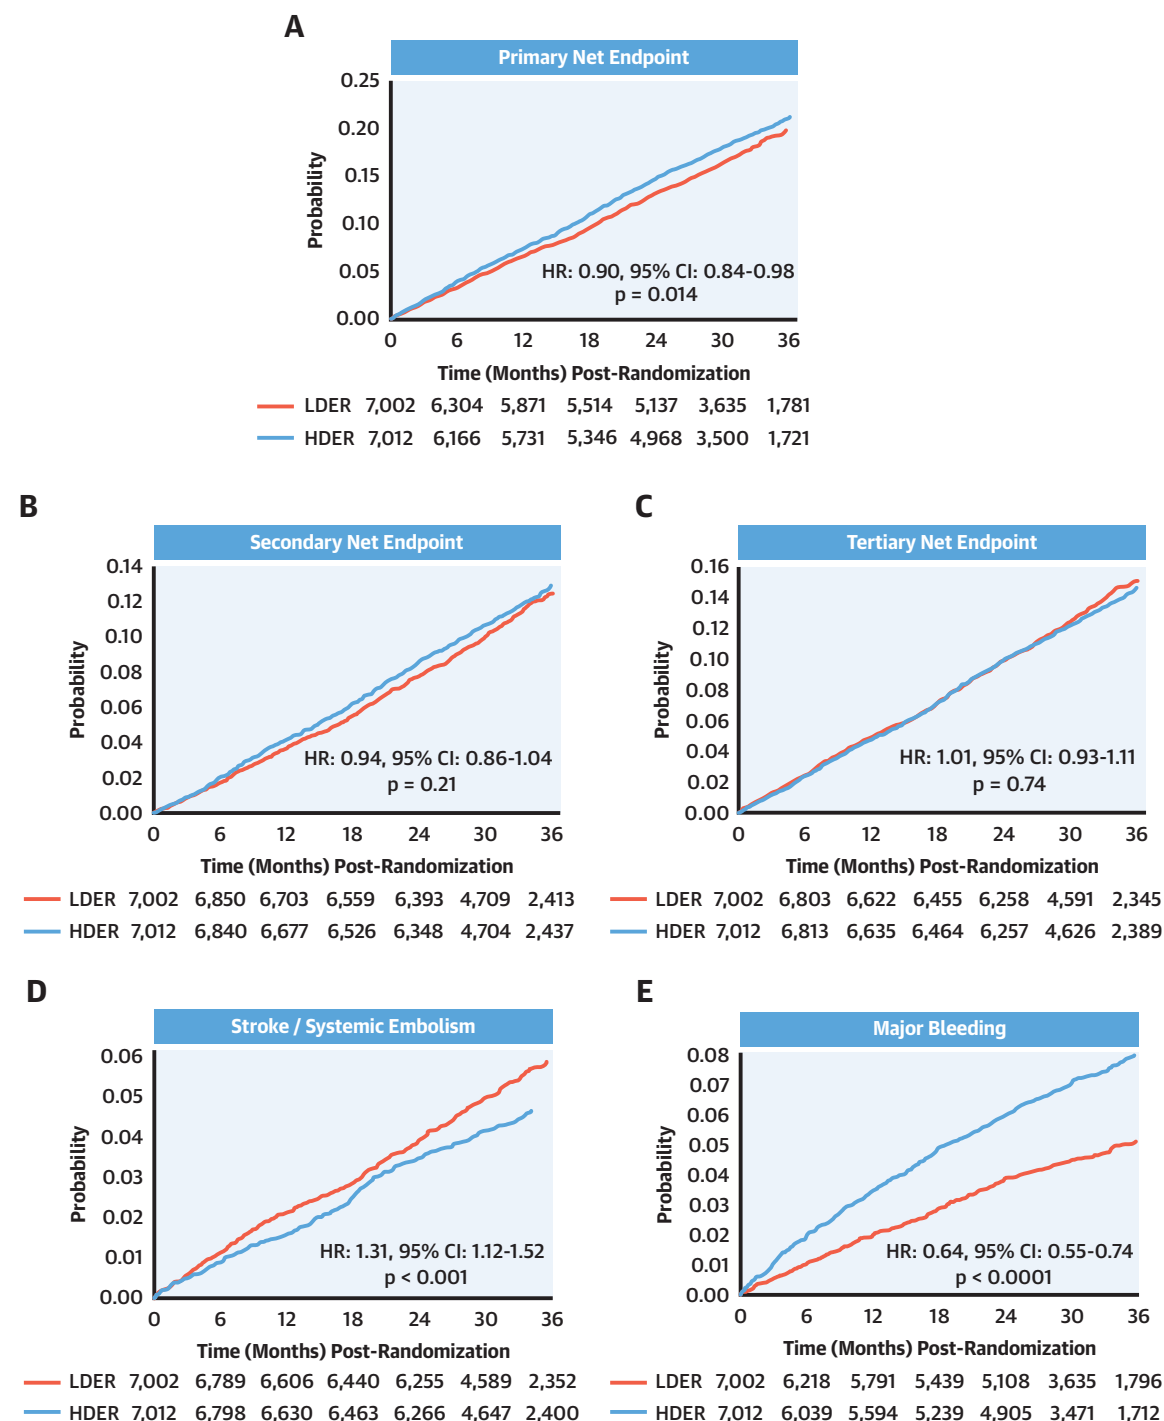 A
Primary Net Endpoint
Probability
0.25
0.20
0.15
0.10
0.05
0.00
HR: 0.90, 95% CI: 0.84-0.98
p = 0.014
0 6 12 18 24 30 36
Time (Months) Post-Randomization
LDER 7,002 6,304 5,871 5,514 5,137 3,635 1,781
HDER 7,012 6,166 5,731 5,346 4,968 3,500 1,721
B
Secondary Net Endpoint
Probability
0.14
0.12
0.10
0.08
0.06
0.04
0.02
0.00
HR: 0.94, 95% CI: 0.86-1.04
p = 0.21
0 6 12 18 24 30 36
Time (Months) Post-Randomization
LDER 7,002 6,850 6,703 6,559 6,393 4,709 2,413
HDER 7,012 6,840 6,677 6,526 6,348 4,704 2,437
C
Tertiary Net Endpoint
Probability
0.16
0.14
0.12
0.10
0.08
0.06
0.04
0.02
0.00
HR: 1.01, 95% CI: 0.93-1.11
p = 0.74
0 6 12 18 24 30 36
Time (Months) Post-Randomization
LDER 7,002 6,803 6,622 6,455 6,258 4,591 2,345
HDER 7,012 6,813 6,635 6,464 6,257 4,626 2,389
D
Stroke / Systemic Embolism
Probability
0.06
0.05
0.04
0.03
0.02
0.01
0.00
HR: 1.31, 95% CI: 1.12-1.52
p < 0.001
0 6 12 18 24 30 36
Time (Months) Post-Randomization
LDER 7,002 6,789 6,606 6,440 6,255 4,589 2,352
HDER 7,012 6,798 6,630 6,463 6,266 4,647 2,400
E
Major Bleeding
Probability
0.08
0.07
0.06
0.05
0.04
0.03
0.02
0.01
0.00
HR: 0.64, 95% CI: 0.55-0.74
p < 0.0001
0 6 12 18 24 30 36
Time (Months) Post-Randomization
LDER 7,002 6,218 5,791 5,439 5,108 3,635 1,796
HDER 7,012 6,039 5,594 5,239 4,905 3,471 1,712